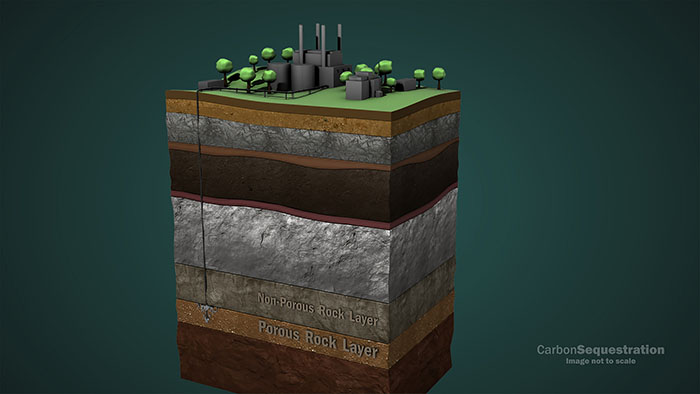 Non-Porous Rock Layer
Porous Rock Layer
CarbonSequestration
Image not to scale